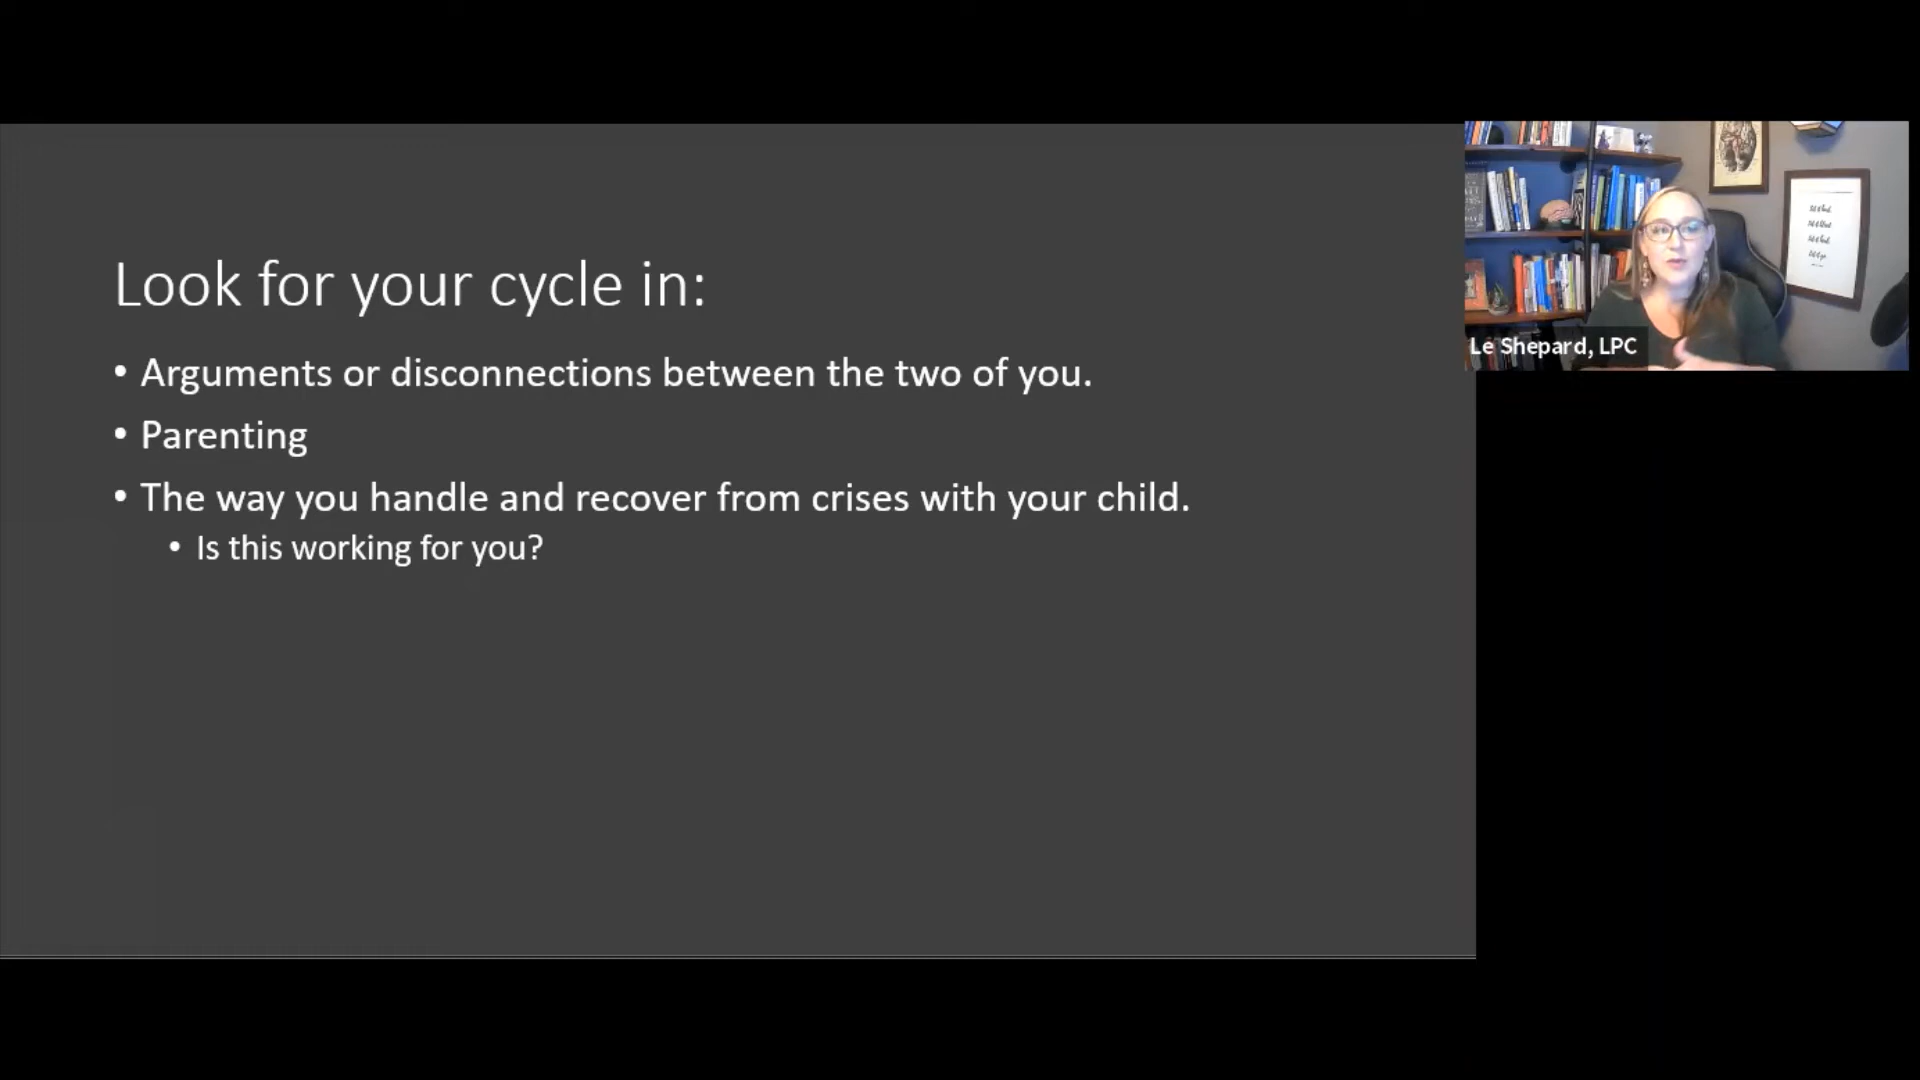 Look for your cycle in:
• Arguments or disconnections between the two of you.
• Parenting
• The way you handle and recover from crises with your child.
• Is this working for you?
Le Shepard, LPC